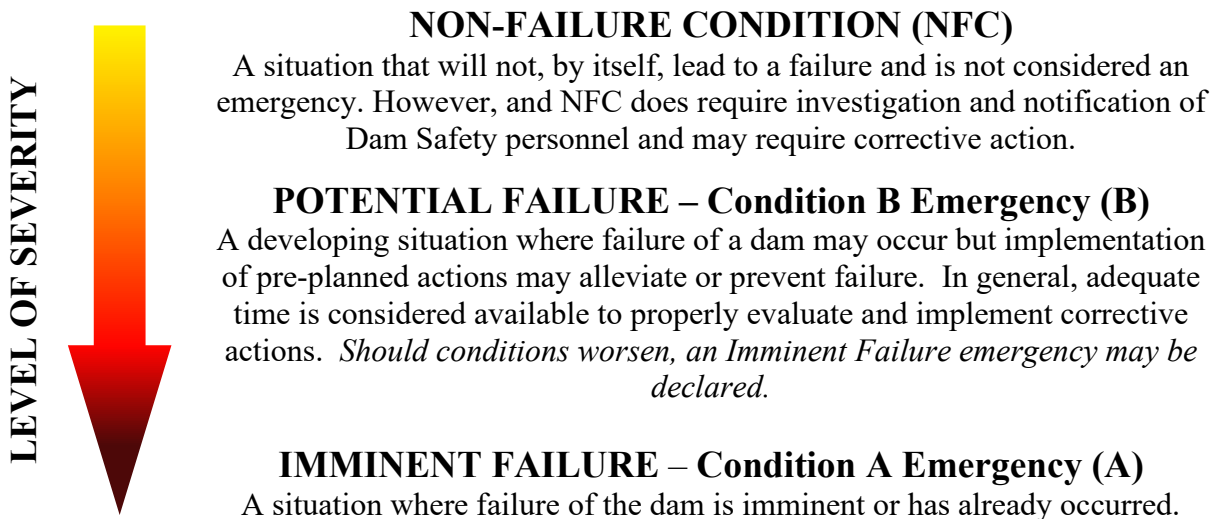 LEVEL OF SEVERITY
NON-FAILURE CONDITION (NFC)
A situation that will not, by itself, lead to a failure and is not considered an
emergency. However, and NFC does require investigation and notification of
Dam Safety personnel and may require corrective action.
POTENTIAL FAILURE – Condition B Emergency (B)
A developing situation where failure of a dam may occur but implementation
of pre-planned actions may alleviate or prevent failure.  In general, adequate
time is considered available to properly evaluate and implement corrective
actions.  Should conditions worsen, an Imminent Failure emergency may be
declared.
IMMINENT FAILURE – Condition A Emergency (A)
A situation where failure of the dam is imminent or has already occurred.